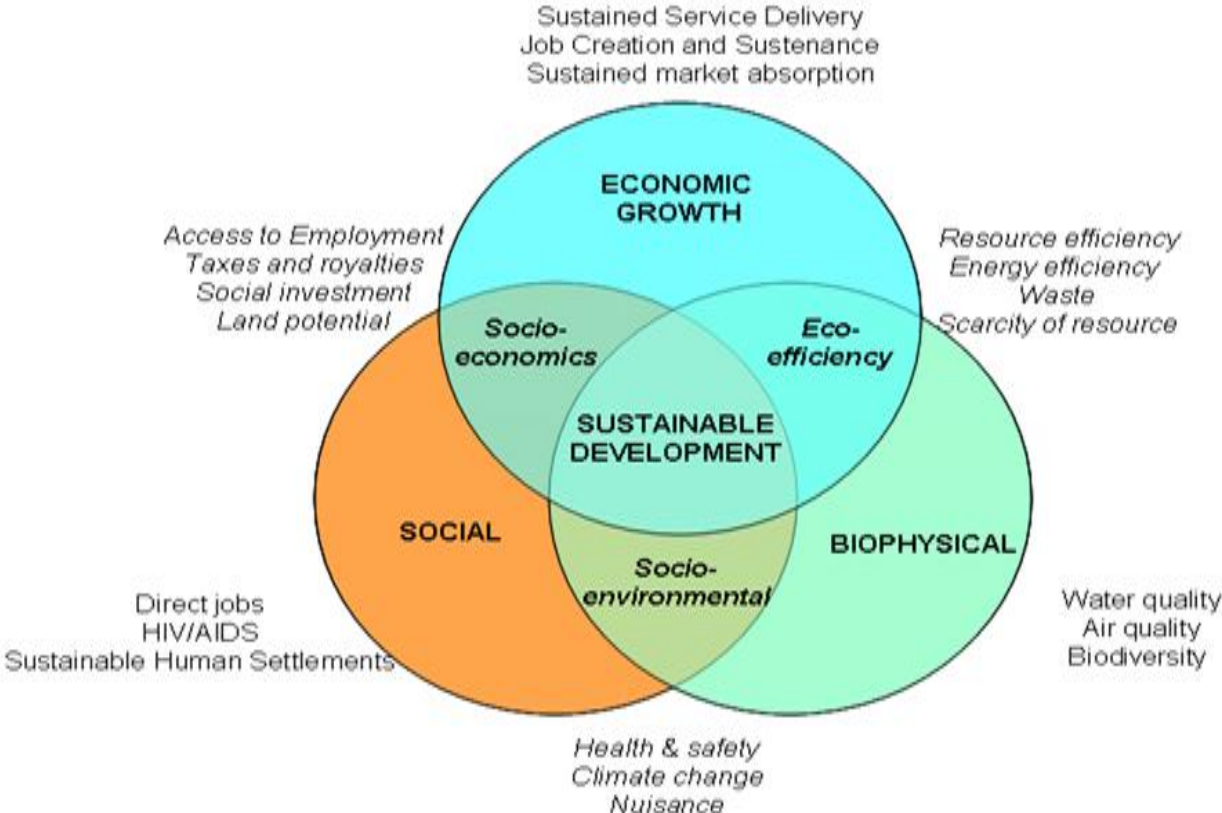 Sustained Service Delivery
Job Creation and Sustenance
Sustained market absorption
ECONOMIC
GROWTH
Access to Employment
Taxes and royalties
Social investment
Land potential
Resource efficiency
Energy efficiency
Waste
Scarcity of resource
Socio-
economics
Eco-
efficiency
SUSTAINABLE
DEVELOPMENT
SOCIAL
BIOPHYSICAL
Socio-
environmental
Direct jobs
HIV/AIDS
Sustainable Human Settlements
Water quality
Air quality
Biodiversity
Health & safety
Climate change
Nuisance